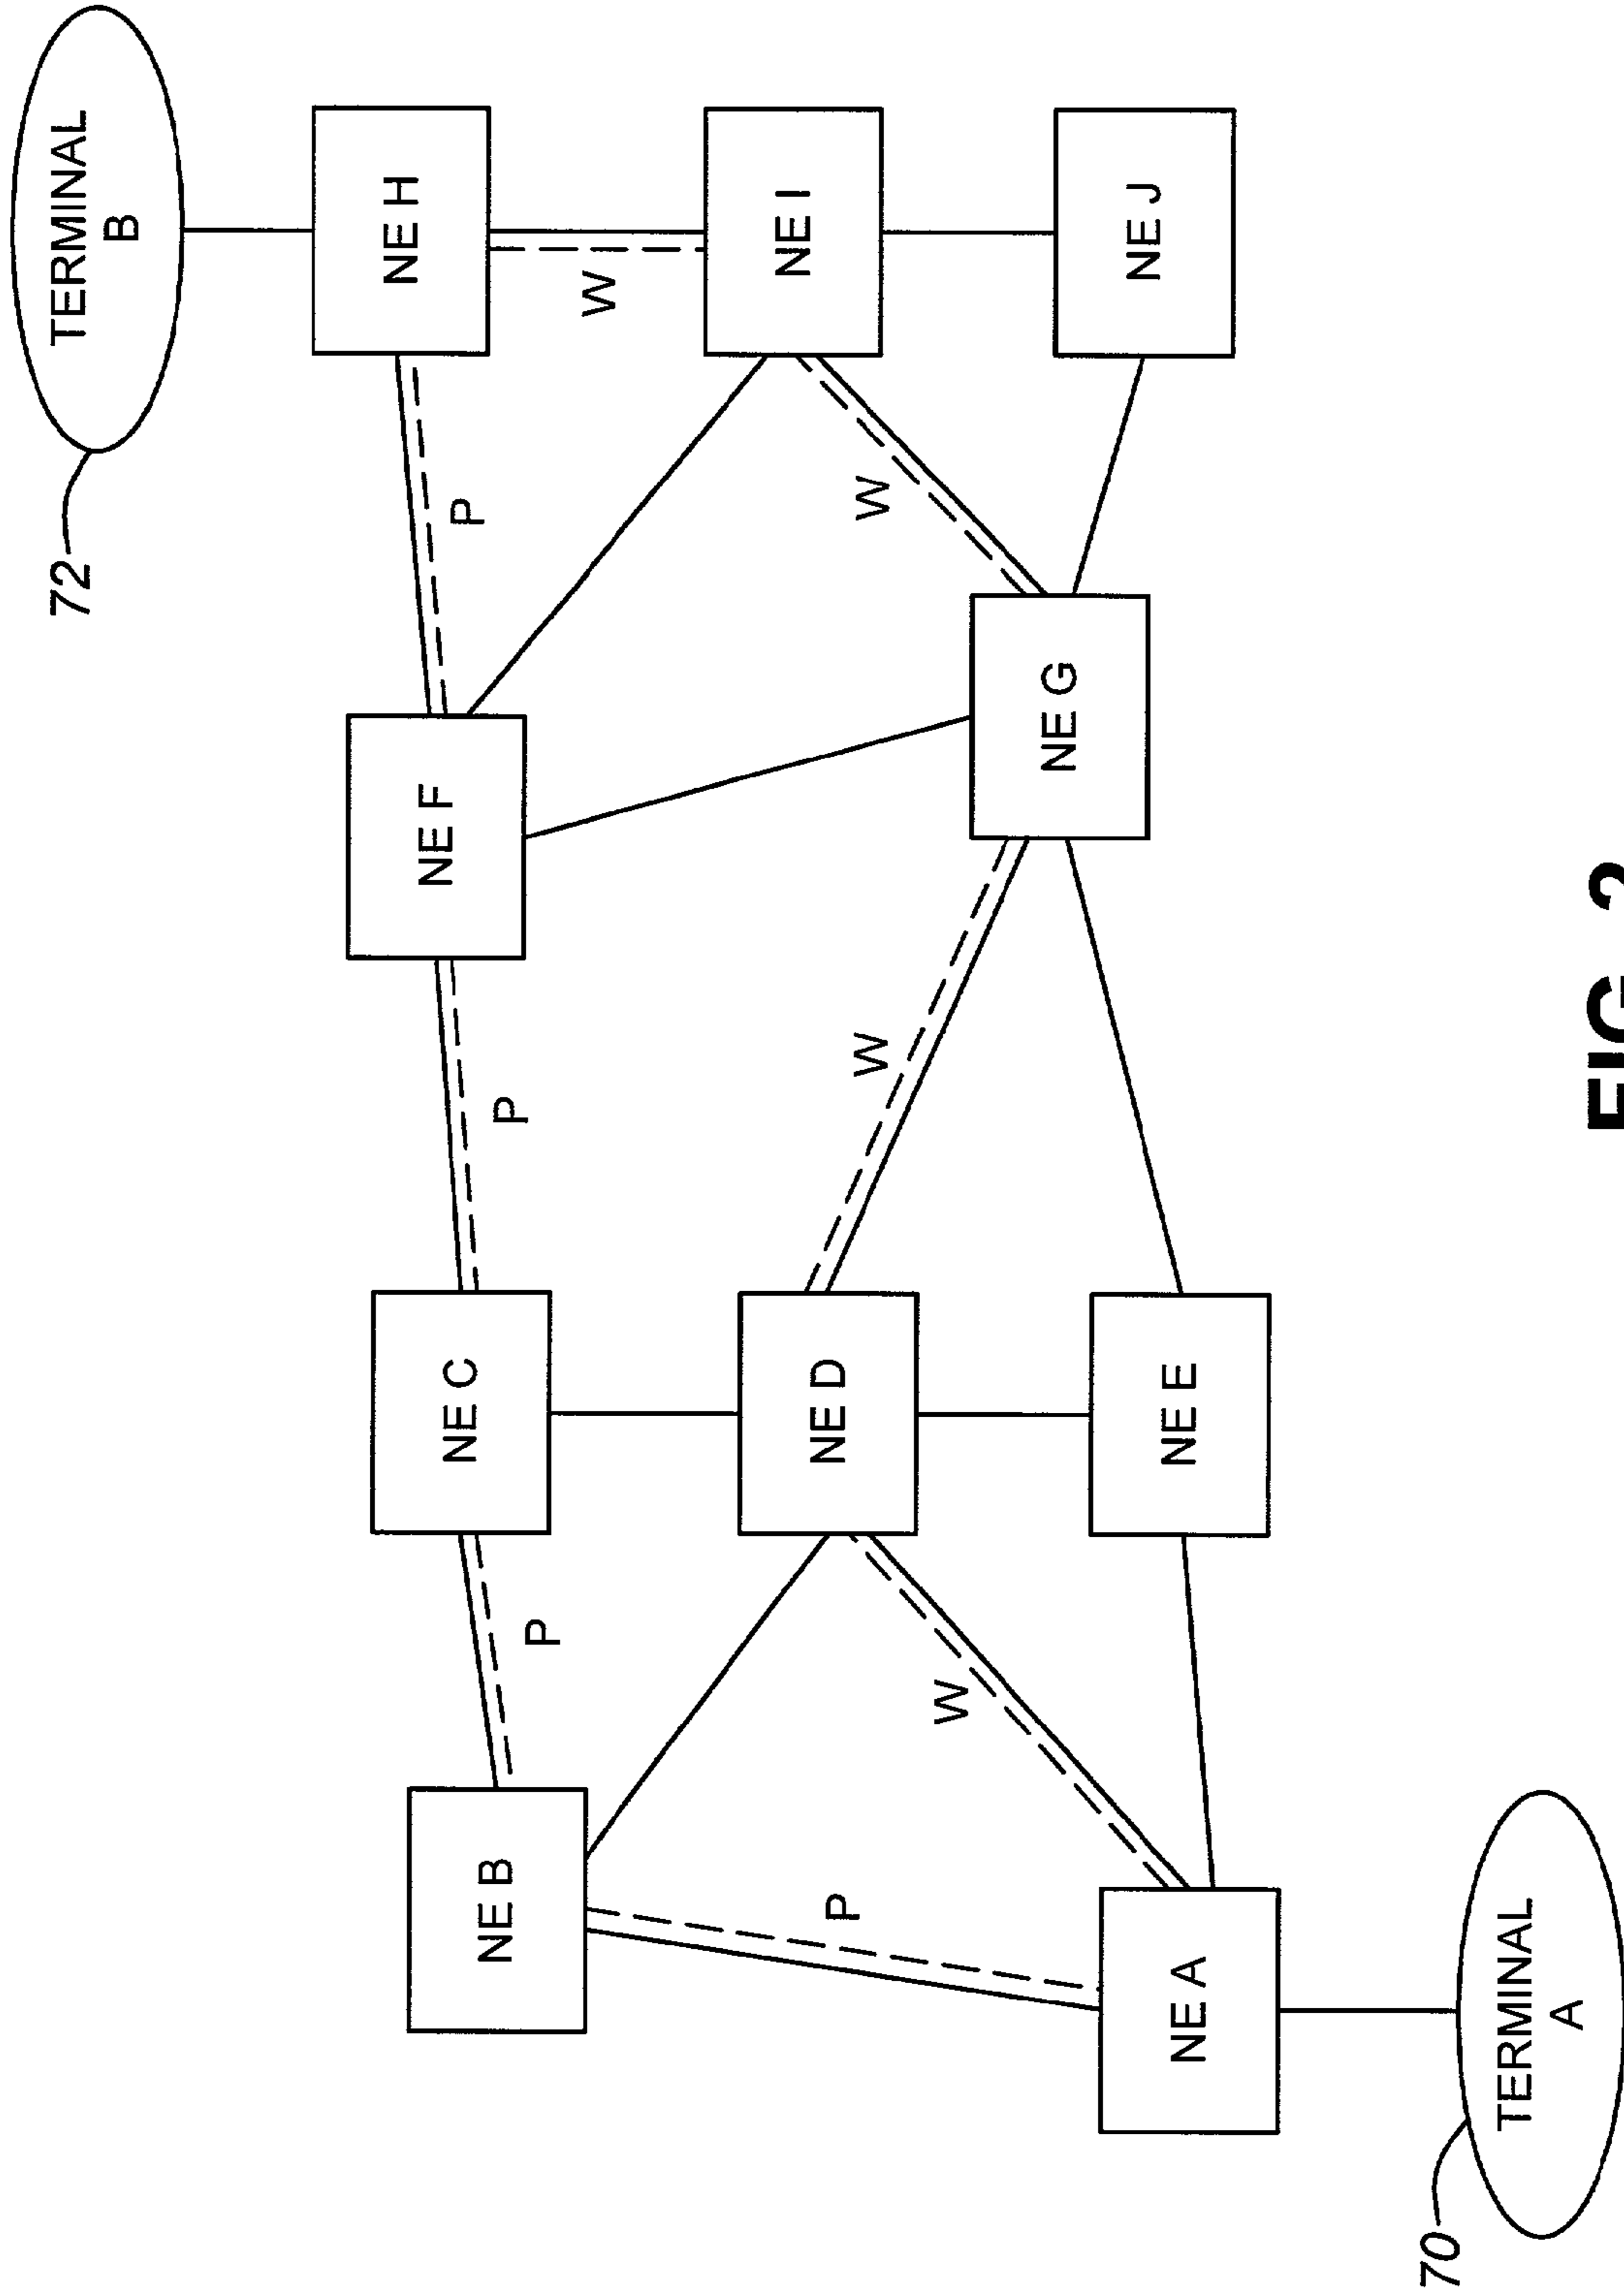 TERMINAL
B
72
NE H
P
W
NE F
NE I
P
W
NE C
NE G
NE J
P
W
NE B
NE D
P
W
NE E
NE A
TERMINAL
A
70
FIG. 2